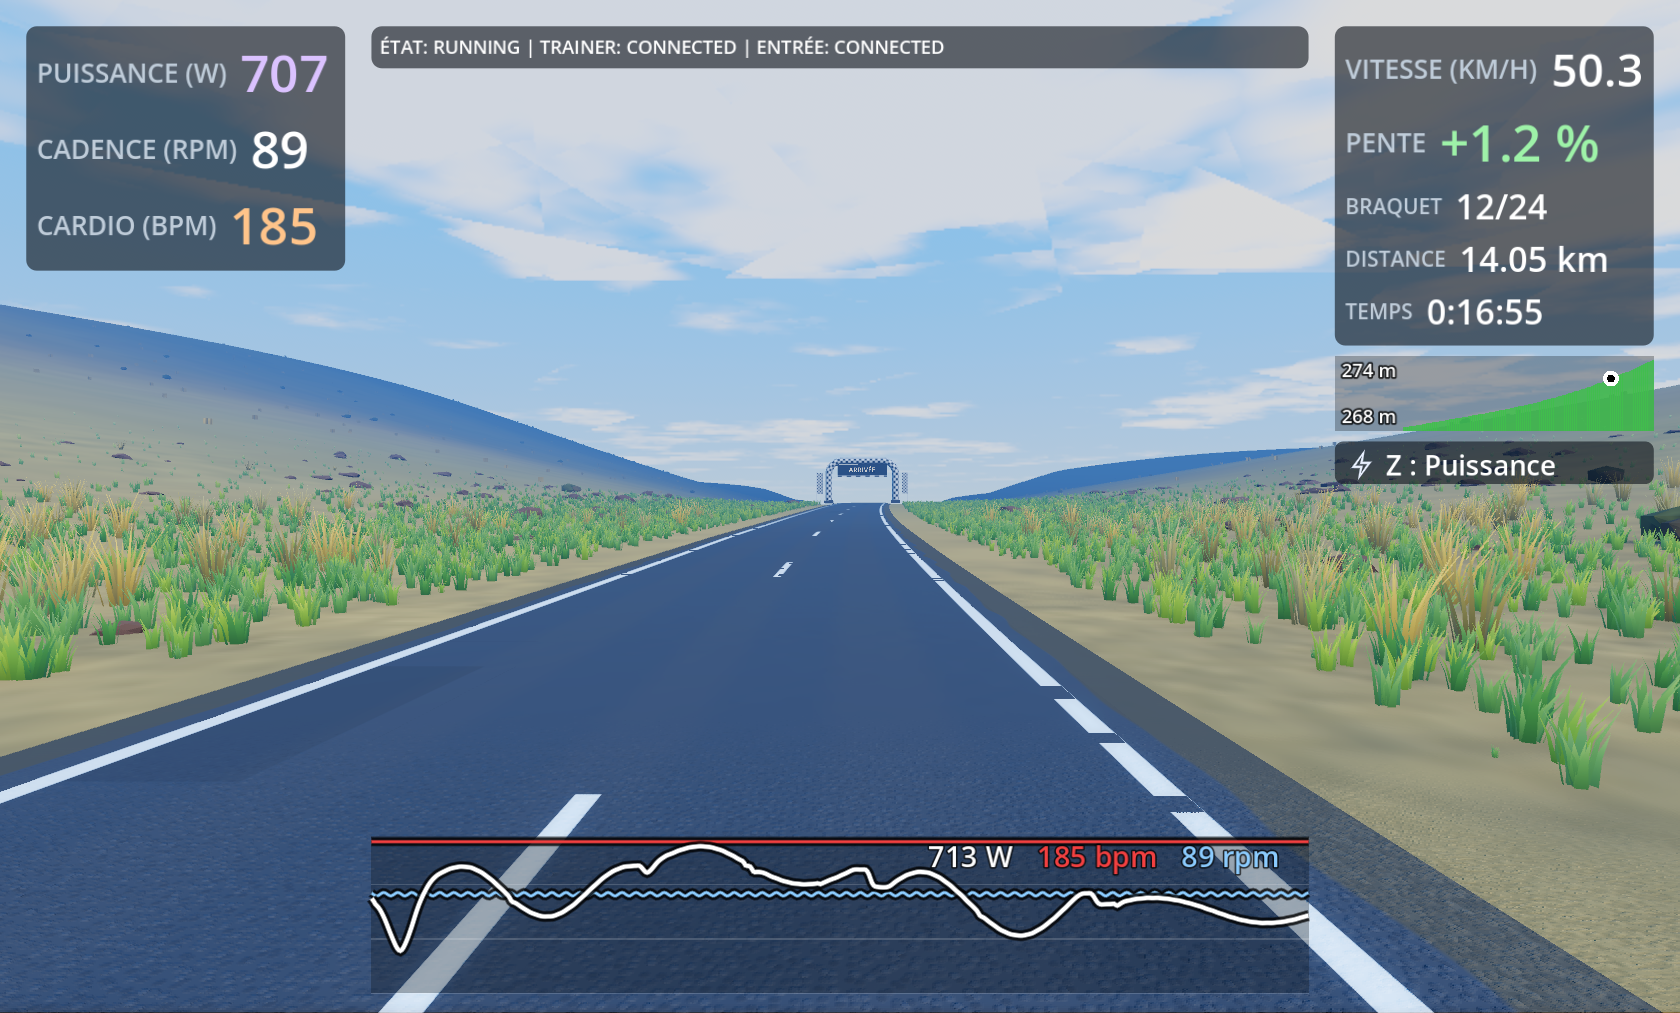 PUISSANCE (W) 707
CADENCE (RPM) 89
CARDIO (BPM) 185
ÉTAT: RUNNING | TRAINER: CONNECTED | ENTRÉE: CONNECTED
VITESSE (KM/H) 50.3
PENTE +1.2 %
BRAQUET 12/24
DISTANCE 14.05 km
TEMPS 0:16:55
274 m
268 m
Z : Puissance
ARRIVÉE
713 W 185 bpm 89 rpm